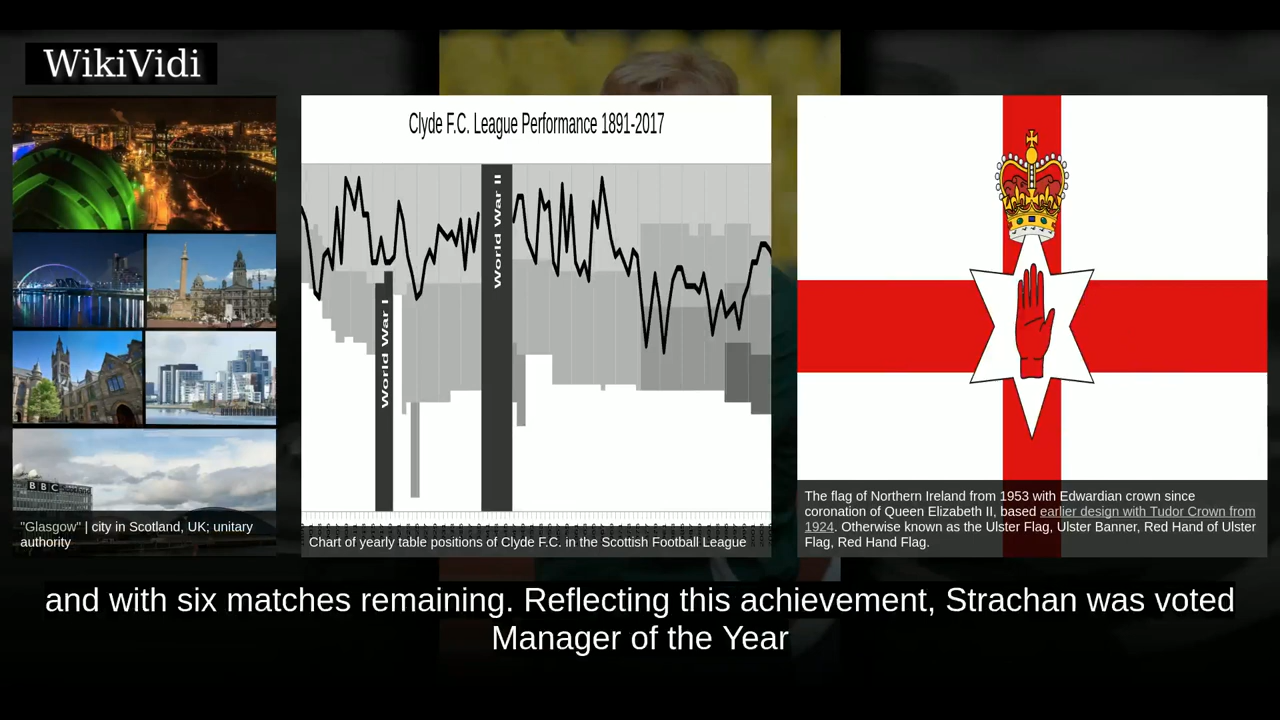 WikiVidi
BBC
"Glasgow" | city in Scotland, UK; unitary
authority
Clyde F.C. League Performance 1891-2017
World War I
World War II
Chart of yearly table positions of Clyde F.C. in the Scottish Football League
The flag of Northern Ireland from 1953 with Edwardian crown since
coronation of Queen Elizabeth II, based earlier design with Tudor Crown from
1924. Otherwise known as the Ulster Flag, Ulster Banner, Red Hand of Ulster
Flag, Red Hand Flag.
and with six matches remaining. Reflecting this achievement, Strachan was voted
Manager of the Year